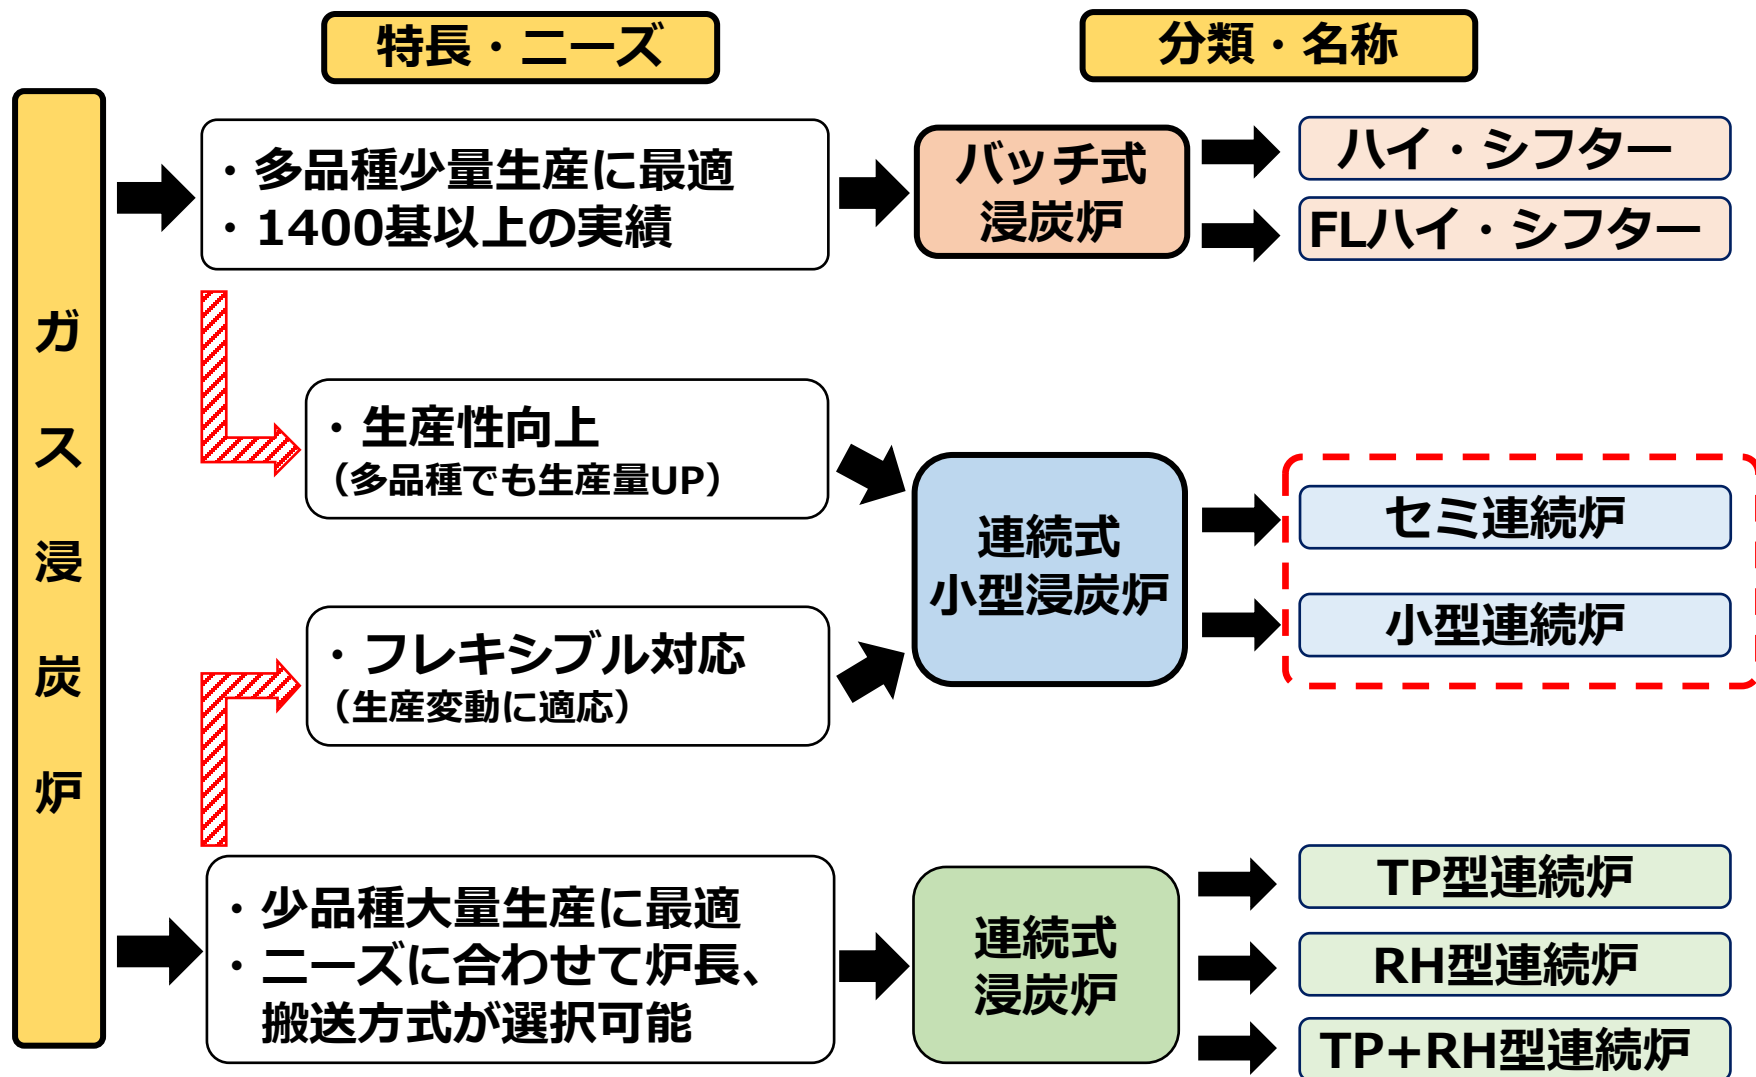 特長・ニーズ
分類・名称
ガス浸炭炉
・多品種少量生産に最適
・1400基以上の実績
バッチ式
浸炭炉
ハイ・シフター
FLハイ・シフター
・生産性向上
（多品種でも生産量UP）
・フレキシブル対応
（生産変動に適応）
連続式
小型浸炭炉
セミ連続炉
小型連続炉
・少品種大量生産に最適
・ニーズに合わせて炉長、
搬送方式が選択可能
連続式
浸炭炉
TP型連続炉
RH型連続炉
TP+RH型連続炉